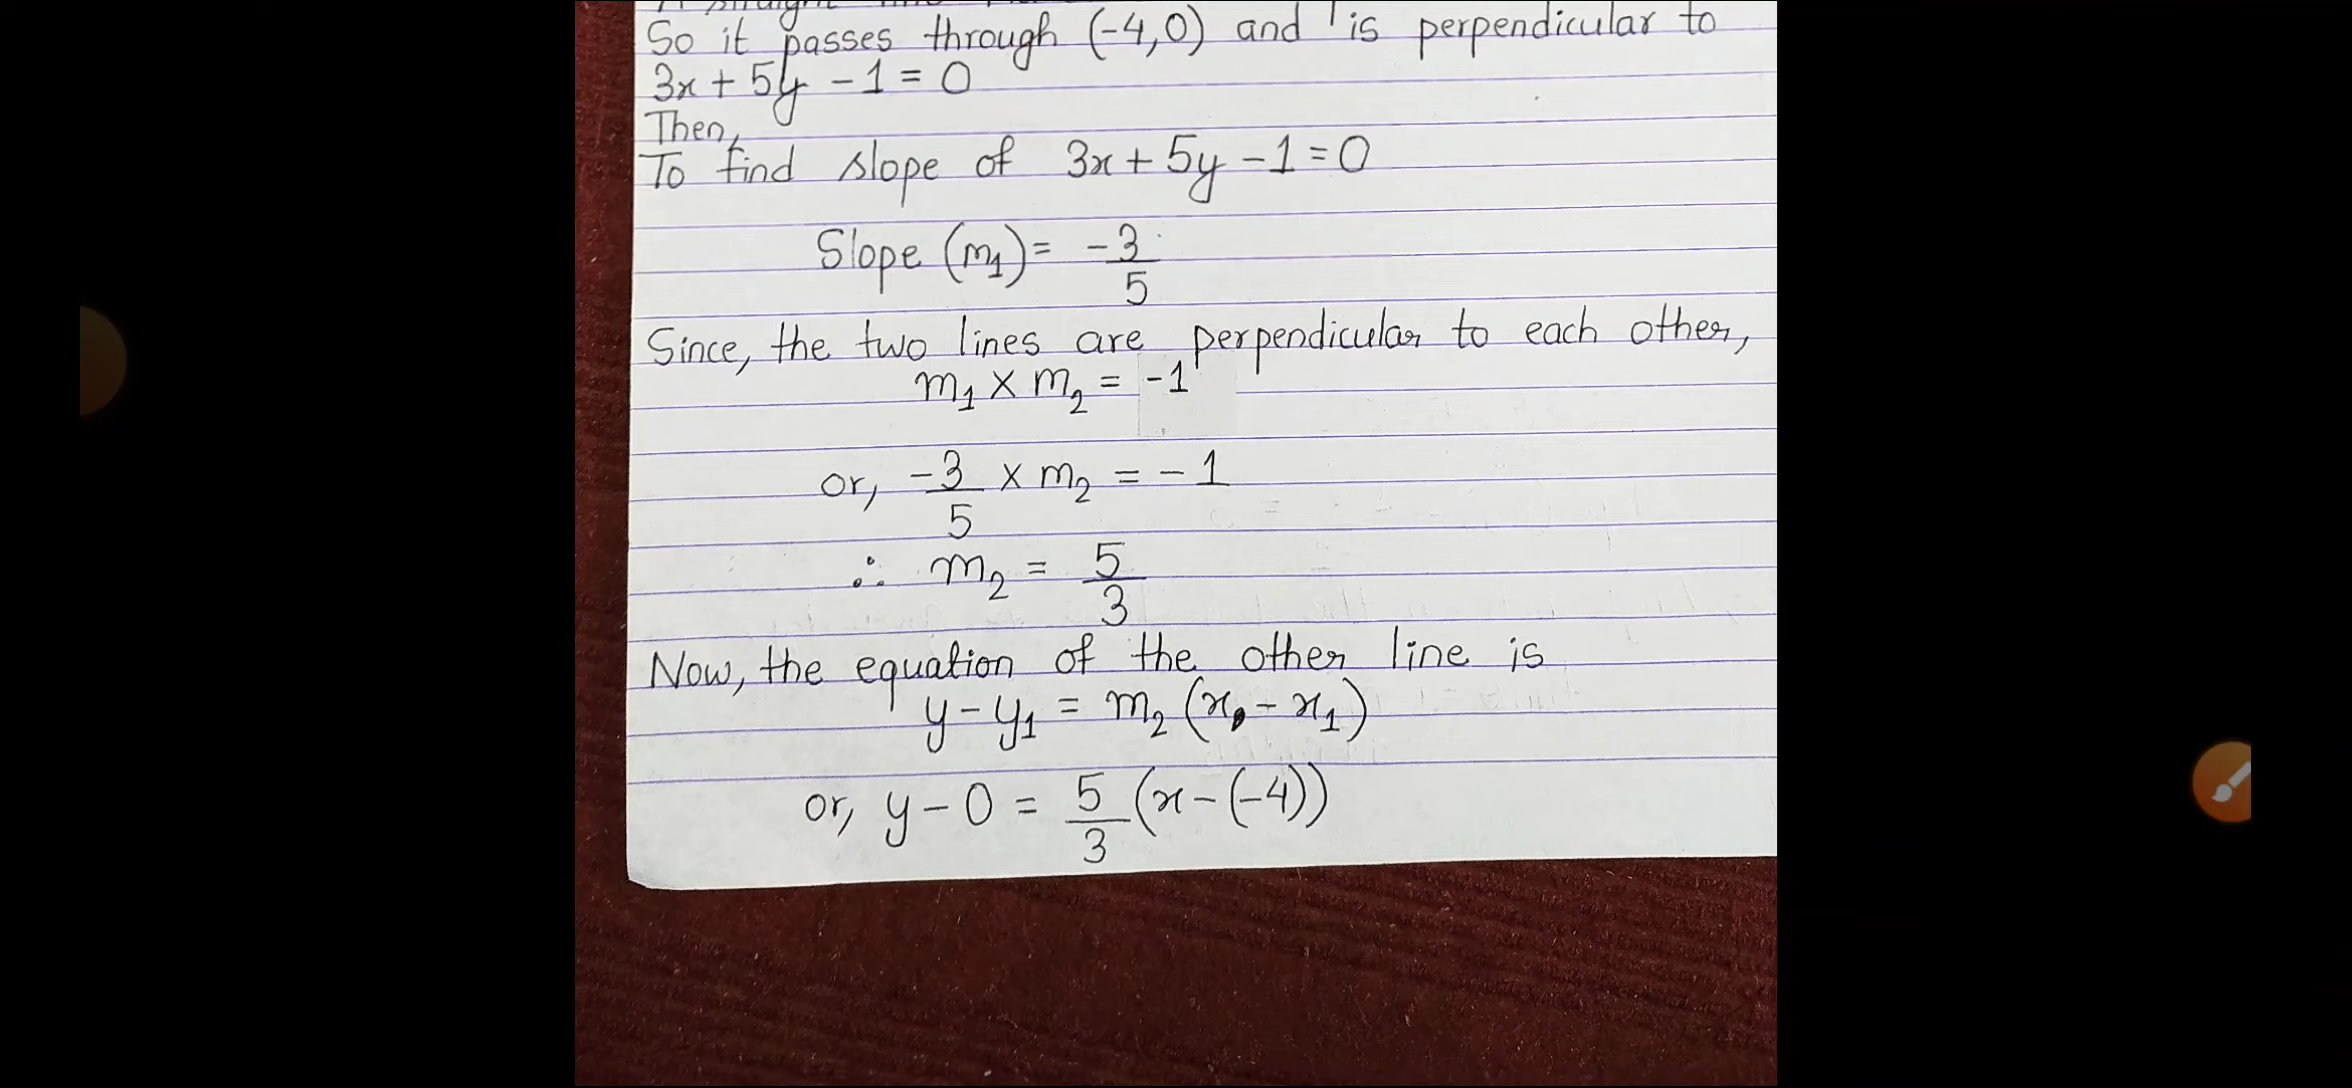 A straight line
So it passes through (-4,0) and is perpendicular to
3x + 5y - 1 = 0
Then,
To find slope of 3x + 5y - 1 = 0
Slope (m₁) = -3/5
Since, the two lines are perpendicular to each other,
m₁ × m₂ = -1
or, -3/5 × m₂ = -1
∴ m₂ = 5/3
Now, the equation of the other line is
y - y₁ = m₂ (x - x₁)
or, y - 0 = 5/3 (x - (-4))